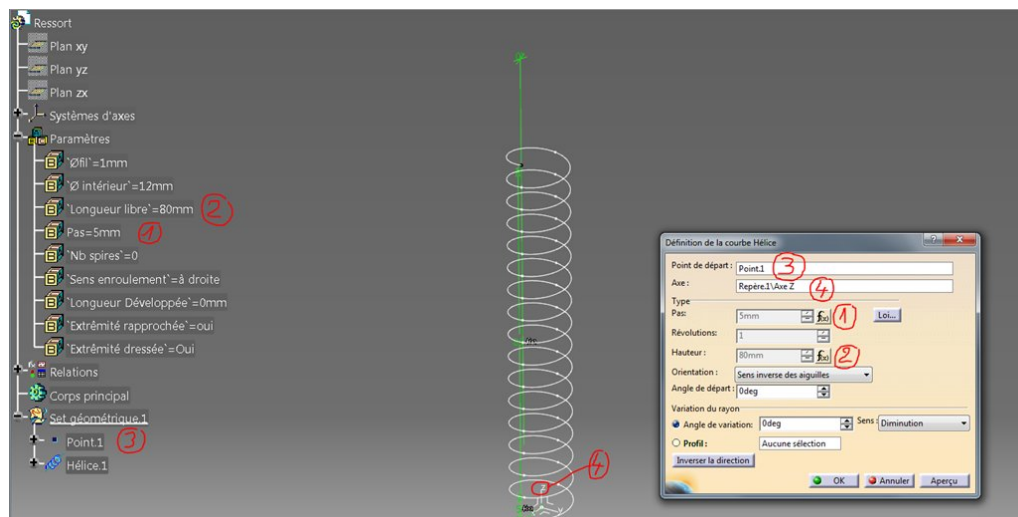 Ressort
Plan xy
Plan yz
Plan zx
Systèmes d'axes
Paramètres
`Øfil`=1mm
`Ø intérieur`=12mm
`Longueur libre`=80mm 2
Pas=5mm 1
`Nb spires`=0
`Sens enroulement`=à droite
`Longueur Développée`=0mm
`Extrêmité rapprochée`=oui
`Extrêmité dressée`=Oui
Relations
Corps principal
Set géométrique.1
Point.1 3
Hélice.1
Axe
4
Z
Axe
Y
Définition de la courbe Hélice
Point de départ : Point.1 3
Axe : Repère.1\Axe Z 4
Type
Pas: 5mm f(x) 1 Loi...
Révolutions: 1
Hauteur : 80mm f(x) 2
Orientation : Sens inverse des aiguilles
Angle de départ : 0deg
Variation du rayon
Angle de variation: 0deg Sens : Diminution
Profil : Aucune sélection
Inverser la direction
OK Annuler Aperçu